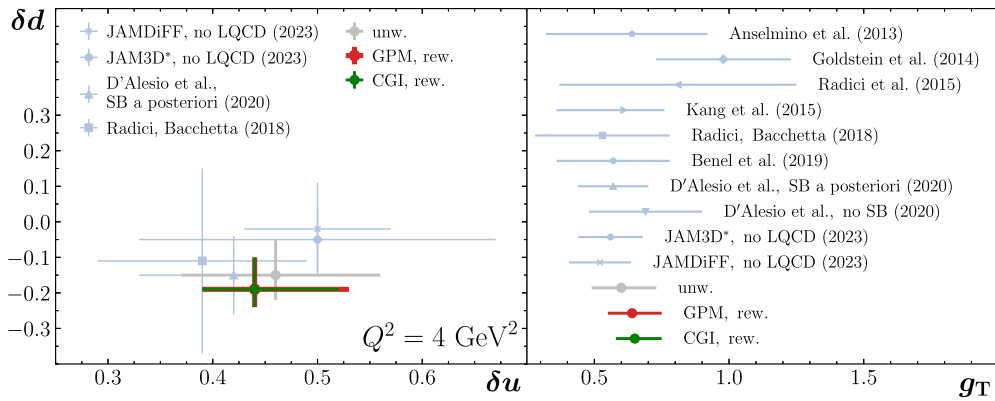 δd
JAMDiFF, no LQCD (2023)
JAM3D*, no LQCD (2023)
D'Alesio et al.,
SB a posteriori (2020)
Radici, Bacchetta (2018)
unw.
GPM, rew.
CGI, rew.
0.3
0.2
0.1
0.0
−0.1
−0.2
−0.3
Q² = 4 GeV²
0.3
0.4
0.5
0.6
δu
Anselmino et al. (2013)
Goldstein et al. (2014)
Radici et al. (2015)
Kang et al. (2015)
Radici, Bacchetta (2018)
Benel et al. (2019)
D'Alesio et al., SB a posteriori (2020)
D'Alesio et al., no SB (2020)
JAM3D*, no LQCD (2023)
JAMDiFF, no LQCD (2023)
unw.
GPM, rew.
CGI, rew.
0.5
1.0
1.5
g_T